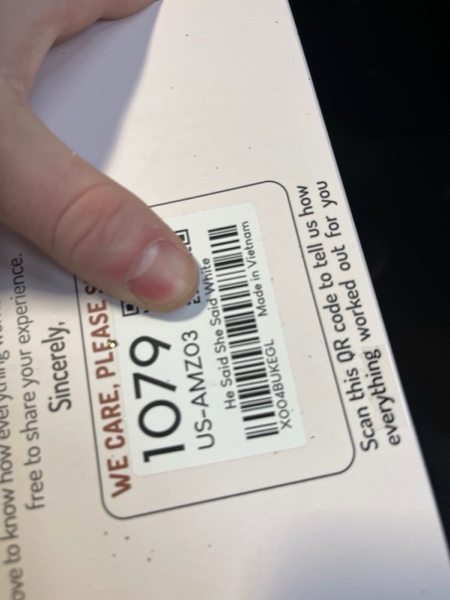 ove to know how everything wor
free to share your experience.
Sincerely,
WE CARE, PLEASE S
1079
US-AMZ03
He Said She Said White
X004BUKEGL
Made in Vietnam
Scan this QR code to tell us how
everything worked out for you